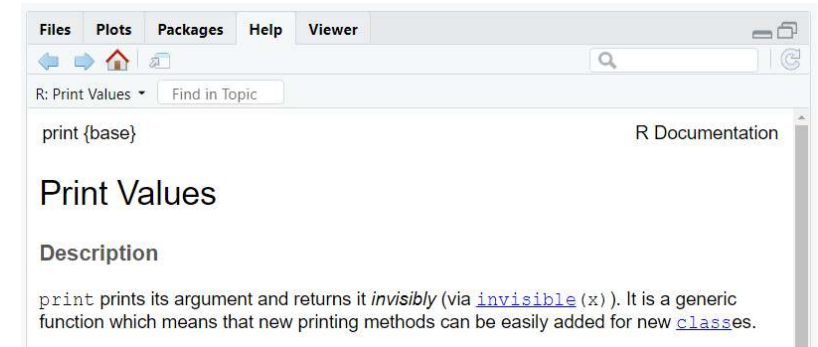 Files Plots Packages Help Viewer
R: Print Values Find in Topic
print {base} R Documentation
Print Values
Description
print prints its argument and returns it invisibly (via invisible(x)). It is a generic
function which means that new printing methods can be easily added for new classes.